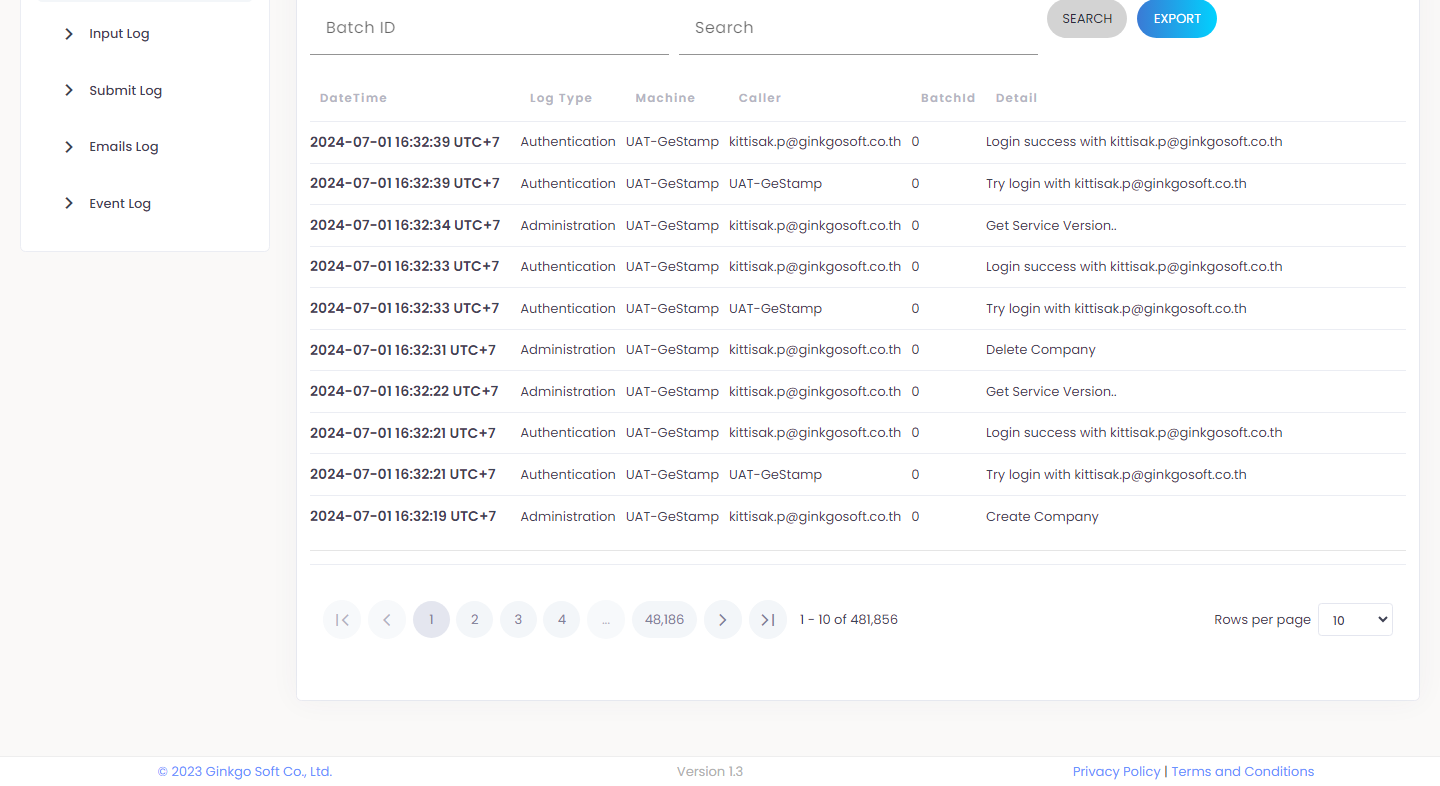 Batch ID Search SEARCH EXPORT
Input Log
Submit Log
Emails Log
Event Log
DateTime Log Type Machine Caller BatchId Detail
2024-07-01 16:32:39 UTC+7 Authentication UAT-GeStamp kittisak.p@ginkgosoft.co.th 0 Login success with kittisak.p@ginkgosoft.co.th
2024-07-01 16:32:39 UTC+7 Authentication UAT-GeStamp UAT-GeStamp 0 Try login with kittisak.p@ginkgosoft.co.th
2024-07-01 16:32:34 UTC+7 Administration UAT-GeStamp kittisak.p@ginkgosoft.co.th 0 Get Service Version..
2024-07-01 16:32:33 UTC+7 Authentication UAT-GeStamp kittisak.p@ginkgosoft.co.th 0 Login success with kittisak.p@ginkgosoft.co.th
2024-07-01 16:32:33 UTC+7 Authentication UAT-GeStamp UAT-GeStamp 0 Try login with kittisak.p@ginkgosoft.co.th
2024-07-01 16:32:31 UTC+7 Administration UAT-GeStamp kittisak.p@ginkgosoft.co.th 0 Delete Company
2024-07-01 16:32:22 UTC+7 Administration UAT-GeStamp kittisak.p@ginkgosoft.co.th 0 Get Service Version..
2024-07-01 16:32:21 UTC+7 Authentication UAT-GeStamp kittisak.p@ginkgosoft.co.th 0 Login success with kittisak.p@ginkgosoft.co.th
2024-07-01 16:32:21 UTC+7 Authentication UAT-GeStamp UAT-GeStamp 0 Try login with kittisak.p@ginkgosoft.co.th
2024-07-01 16:32:19 UTC+7 Administration UAT-GeStamp kittisak.p@ginkgosoft.co.th 0 Create Company
1 2 3 4 ... 48,186 1 - 10 of 481,856 Rows per page 10
© 2023 Ginkgo Soft Co., Ltd. Version 1.3 Privacy Policy | Terms and Conditions